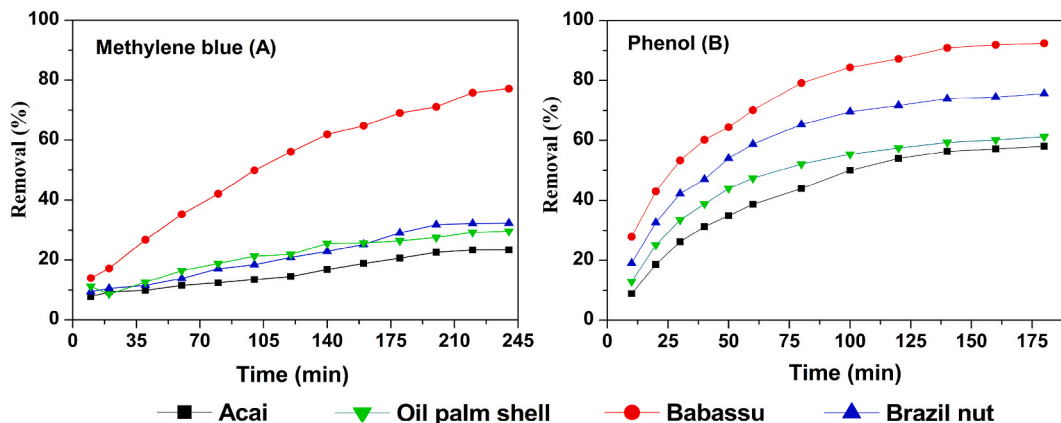 Methylene blue (A)
Removal (%)
100
80
60
40
20
0
0 35 70 105 140 175 210 245
Time (min)
Phenol (B)
Removal (%)
100
80
60
40
20
0
0 25 50 75 100 125 150 175
Time (min)
Acai Oil palm shell Babassu Brazil nut